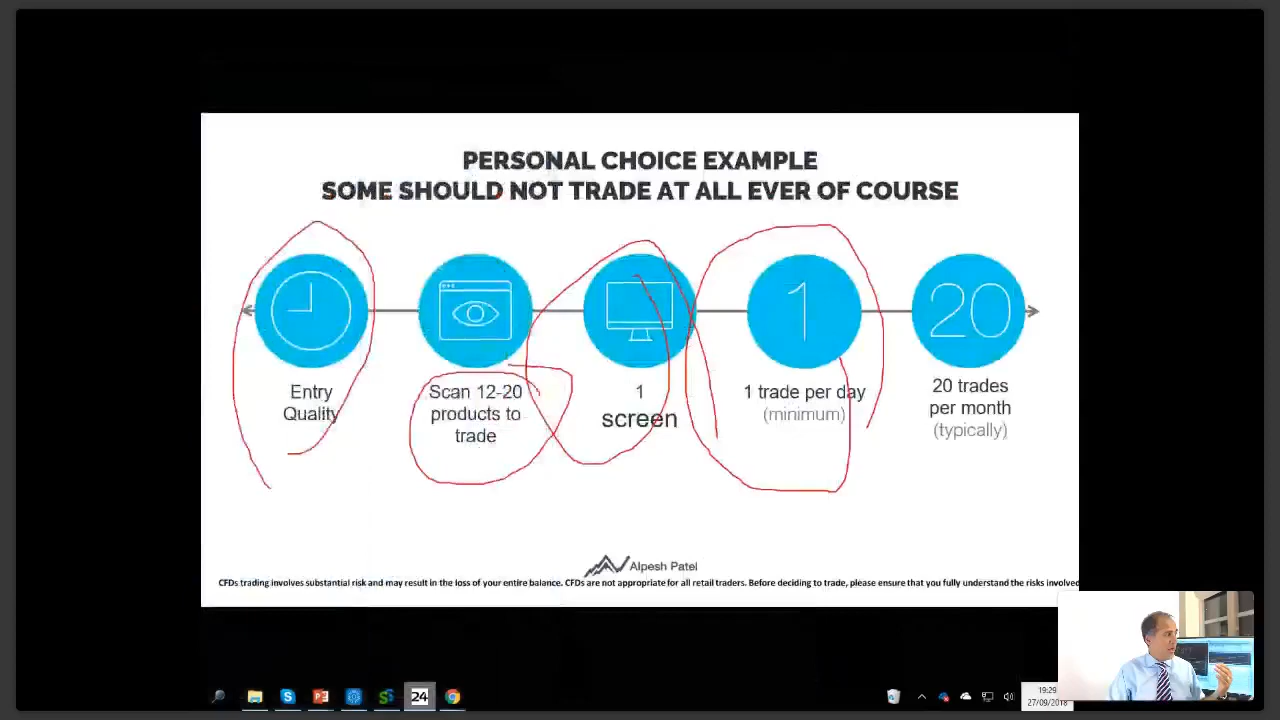 PERSONAL CHOICE EXAMPLE
SOME SHOULD NOT TRADE AT ALL EVER OF COURSE
1
20
Entry
Quality
Scan 12-20
products to
trade
1
screen
1 trade per day
(minimum)
20 trades
per month
(typically)
Alpesh Patel
CFDs trading involves substantial risk and may result in the loss of your entire balance. CFDs are not appropriate for all retail traders. Before deciding to trade, please ensure that you fully understand the risks involved
24
19:29
27/09/2018